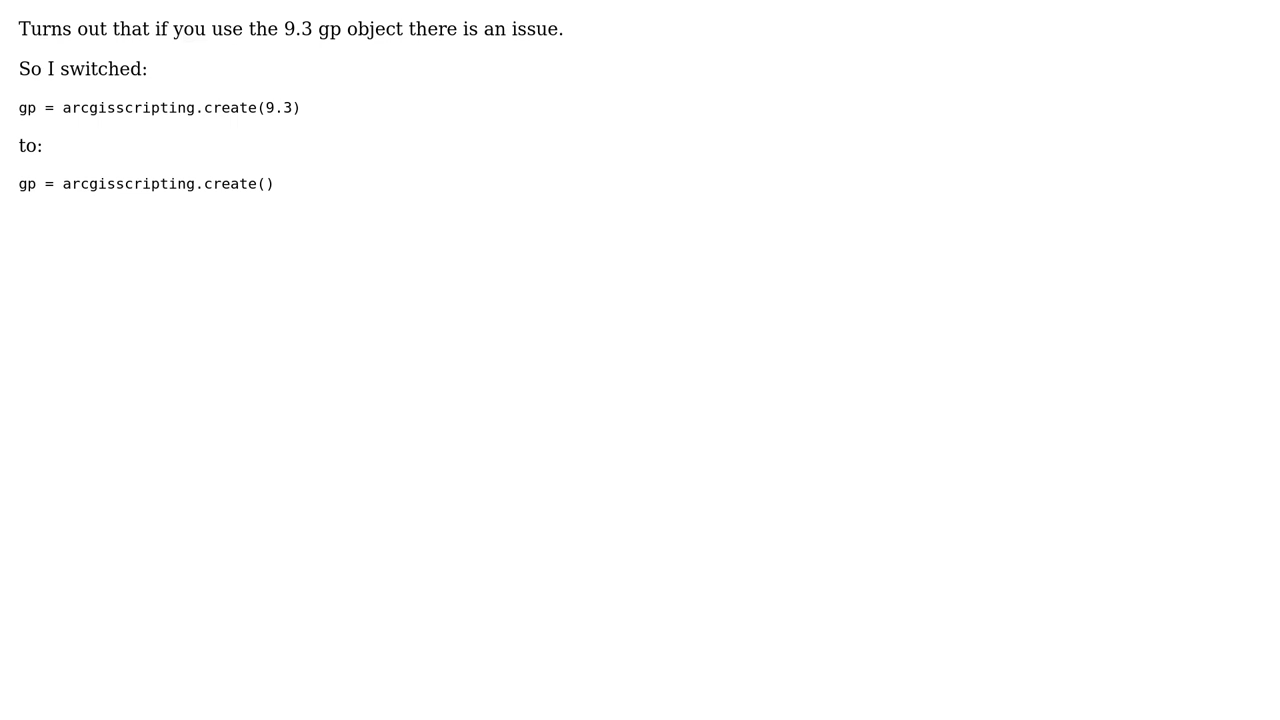 Turns out that if you use the 9.3 gp object there is an issue.
So I switched:
gp = arcgisscripting.create(9.3)
to:
gp = arcgisscripting.create()